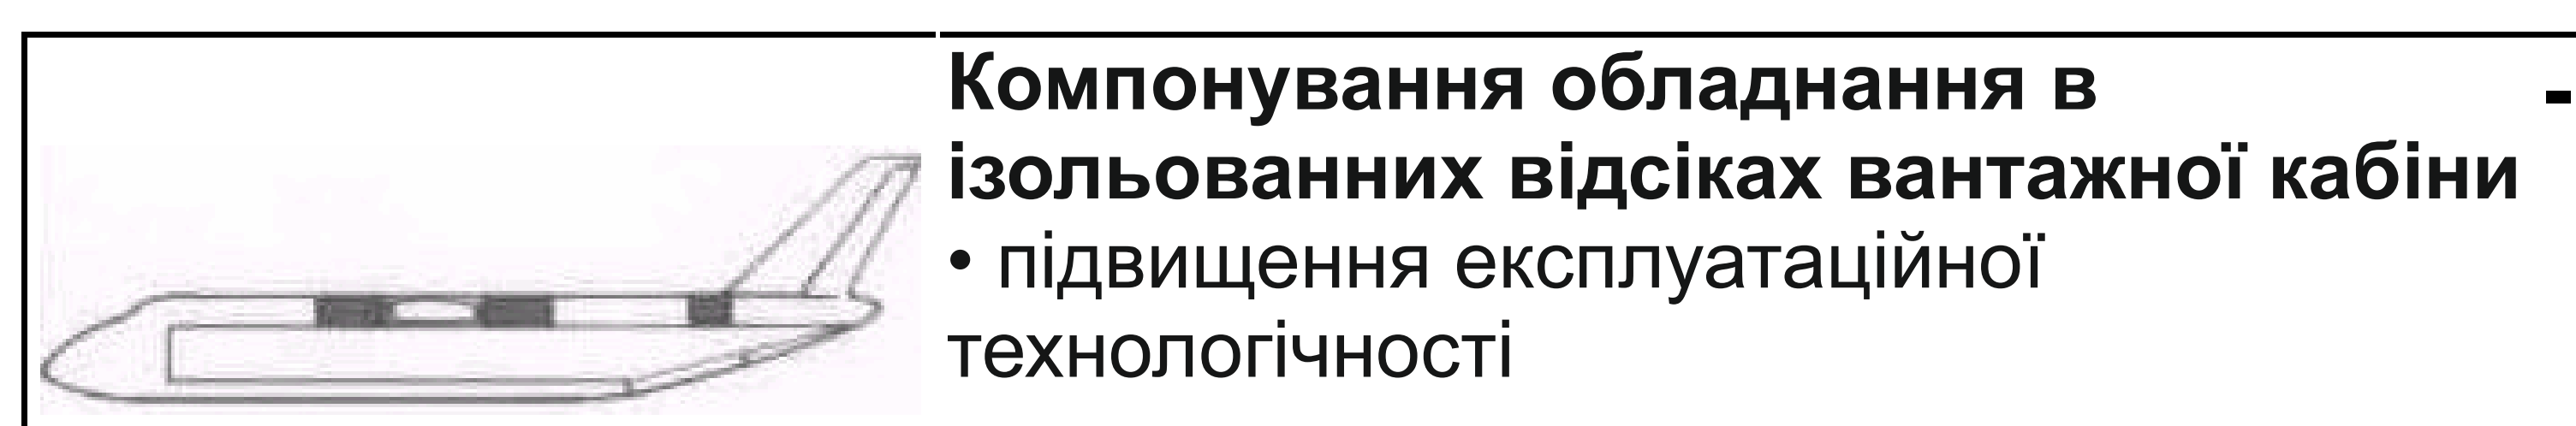 Компонування обладнання в -
ізольованних відсіках вантажної кабіни
• підвищення експлуатаційної
технологічності